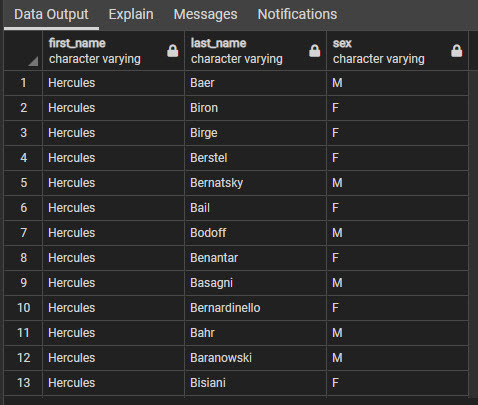 Data Output Explain Messages Notifications
first_name last_name sex
character varying character varying character varying
1 Hercules Baer M
2 Hercules Biron F
3 Hercules Birge F
4 Hercules Berstel F
5 Hercules Bernatsky M
6 Hercules Bail F
7 Hercules Bodoff M
8 Hercules Benantar F
9 Hercules Basagni M
10 Hercules Bernardinello F
11 Hercules Bahr M
12 Hercules Baranowski M
13 Hercules Bisiani F